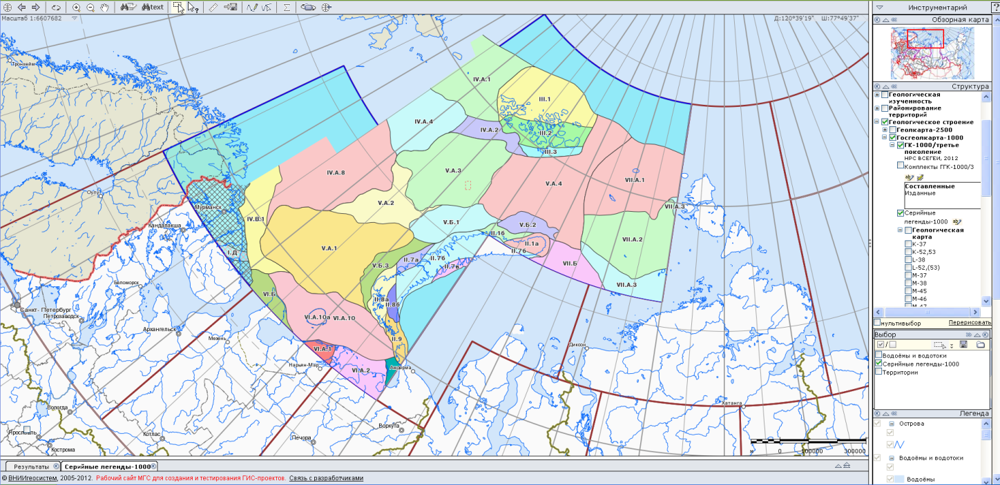 text
Инструментарий
?
Масштаб 1:6607682
Д:120°39'19" Ш:77°49'37"
Обзорная карта
Тронхейм
IV.А.1
III.1
IV.А.4
IV.А.2
III.2
III.3
IV.А.8
V.А.3
V.А.4
VII.А.1
Оулу
Мурманск
V.А.2
VII.А.3
Кандалакша
IV.В.1
V.Б.1
V.Б.2
II.1б
VII.А.2
I.Д
V.А.1
II.1а
II.7б
II.7а
II.7б
V.Б.3
II.7в
VII.Б
Беломорск
VII.А.3
VI.Б
II.8а
II.8б
Санкт- Петербург
Петрозаводск
VI.А.10а
VI.А.10
Архангельск
Мезень
II.9
Диксон
VI.А.1
Нарьян-Мар
VI.А.2
Амдерма
Хатанга
Вологда
Воркута
Ярославль
Котлас
Печора
Кострома
м
0
100000
300000
Структура
Геологическая
изученность
Районирование
территорий
Геологическое строение
Геолкарта-2500
Госгеолкарта-1000
ГК-1000/третье
поколение
НРС ВСЕГЕИ, 2012
Комплекты ГГК-1000/3
Составленные
Изданные
Серийные
легенды-1000
Геологическая
карта
K-37
K-52,53
L-38
L-52,(53)
M-37
M-38
M-45
M-46
M-47
мультивыбор
Перерисовать
Выбор
Водоёмы и водотоки
Серийные легенды-1000
Территории
Легенда
Острова
Водоёмы и водотоки
Водоёмы
Результаты
Серийные легенды-1000
© ВНИИгеосистем, 2005-2012. Рабочий сайт МГС для создания и тестирования ГИС-проектов. Связь с разработчиками